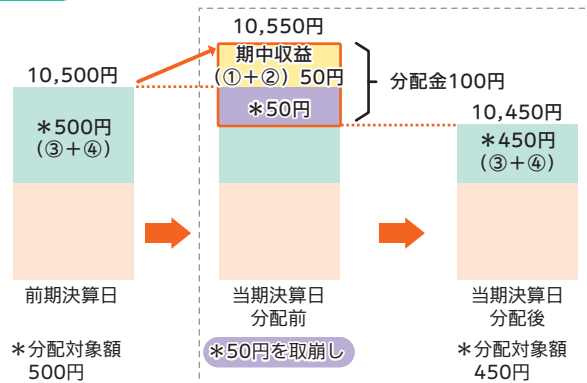 10,550円
10,500円
期中収益
(①+②) 50円
*50円
分配金100円
*500円
(③+④)
10,450円
*450円
(③+④)
前期決算日
当期決算日
分配前
当期決算日
分配後
*分配対象額
500円
*50円を取崩し
*分配対象額
450円